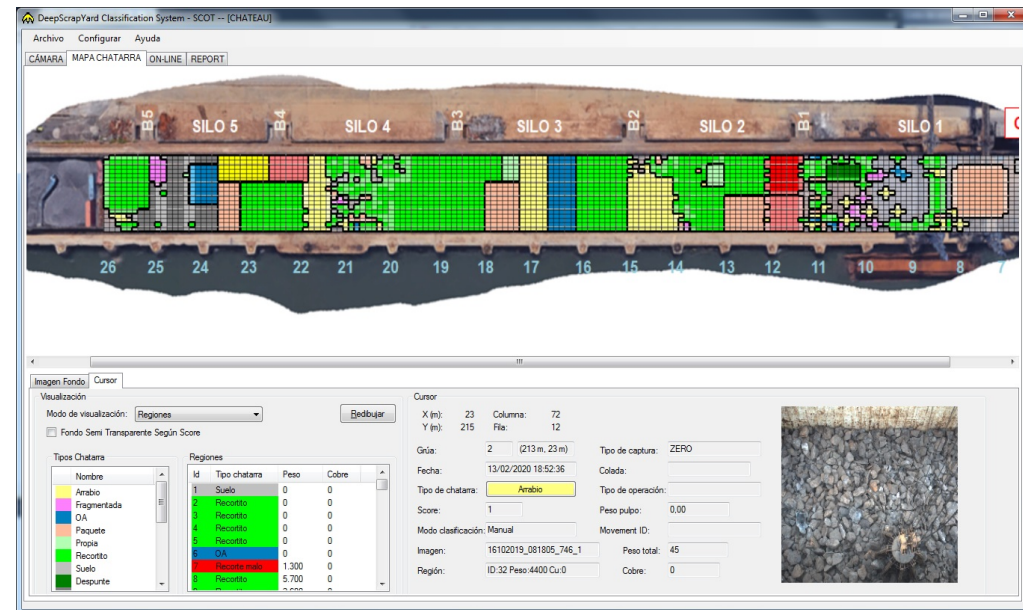 DeepScrapYard Classification System - SCOT -- [CHATEAU]
Archivo Configurar Ayuda
CÁMARA MAPA CHATARRA ON-LINE REPORT
B5 B4 B3 B2 B1
SILO 5 SILO 4 SILO 3 SILO 2 SILO 1
26 25 24 23 22 21 20 19 18 17 16 15 14 13 12 11 10 9 8 7
Imagen Fondo Cursor
Visualización
Modo de visualización: Regiones Redibujar
Fondo Semi Transparente Según Score
Tipos Chatarra
Nombre
Arrabio
Fragmentada
OA
Paquete
Propia
Recortito
Suelo
Despunte
Regiones
Id Tipo chatarra Peso Cobre
1 Suelo 0 0
2 Recortito 0 0
3 Recortito 0 0
4 Recortito 0 0
5 Recortito 0 0
6 OA 0 0
7 Recorte malo 1.300 0
8 Recortito 5.700 0
Cursor
X (m): 23 Columna: 72
Y (m): 215 Fila: 12
Grúa: 2 (213 m, 23 m) Tipo de captura: ZERO
Fecha: 13/02/2020 18:52:36 Colada:
Tipo de chatarra: Arrabio Tipo de operación:
Score: 1 Peso pulpo: 0,00
Modo clasificación: Manual Movement ID:
Imagen: 16102019_081805_746_1 Peso total: 45
Región: ID:32 Peso:4400 Cu:0 Cobre: 0